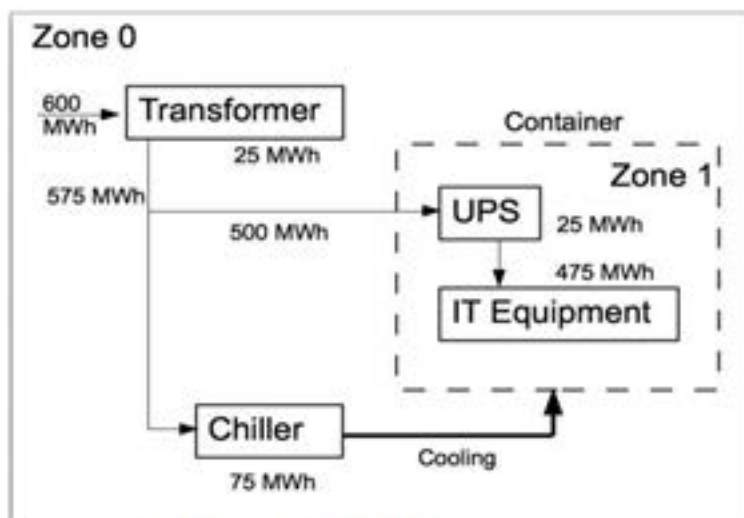 Zone 0
600
MWh
Transformer
25 MWh
Container
Zone 1
575 MWh
500 MWh
UPS
25 MWh
475 MWh
IT Equipment
Chiller
75 MWh
Cooling